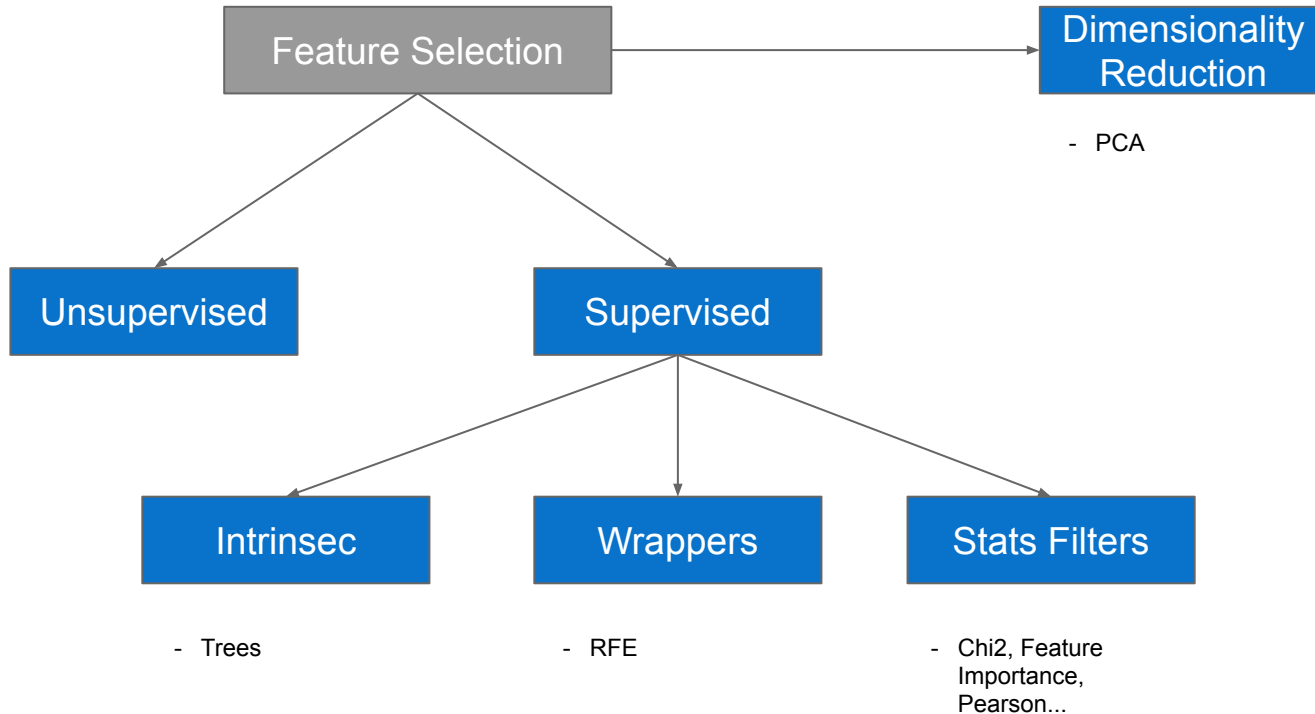 Feature Selection
Dimensionality
Reduction
- PCA
Unsupervised
Supervised
Intrinsec
Wrappers
Stats Filters
- Trees
- RFE
- Chi2, Feature
Importance,
Pearson...